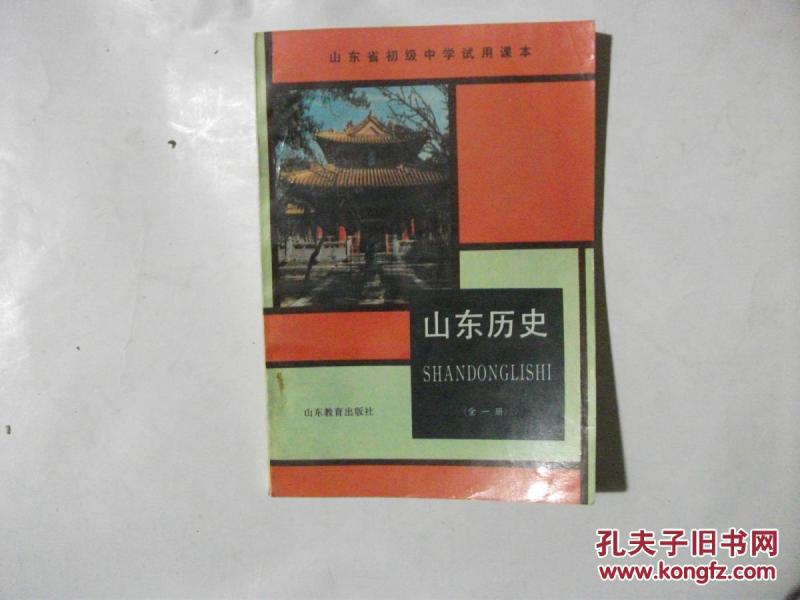 山东省初级中学试用课本
山东历史
SHANDONGLISHI
(全一册)
山东教育出版社
孔夫子旧书网
www.kongfz.com